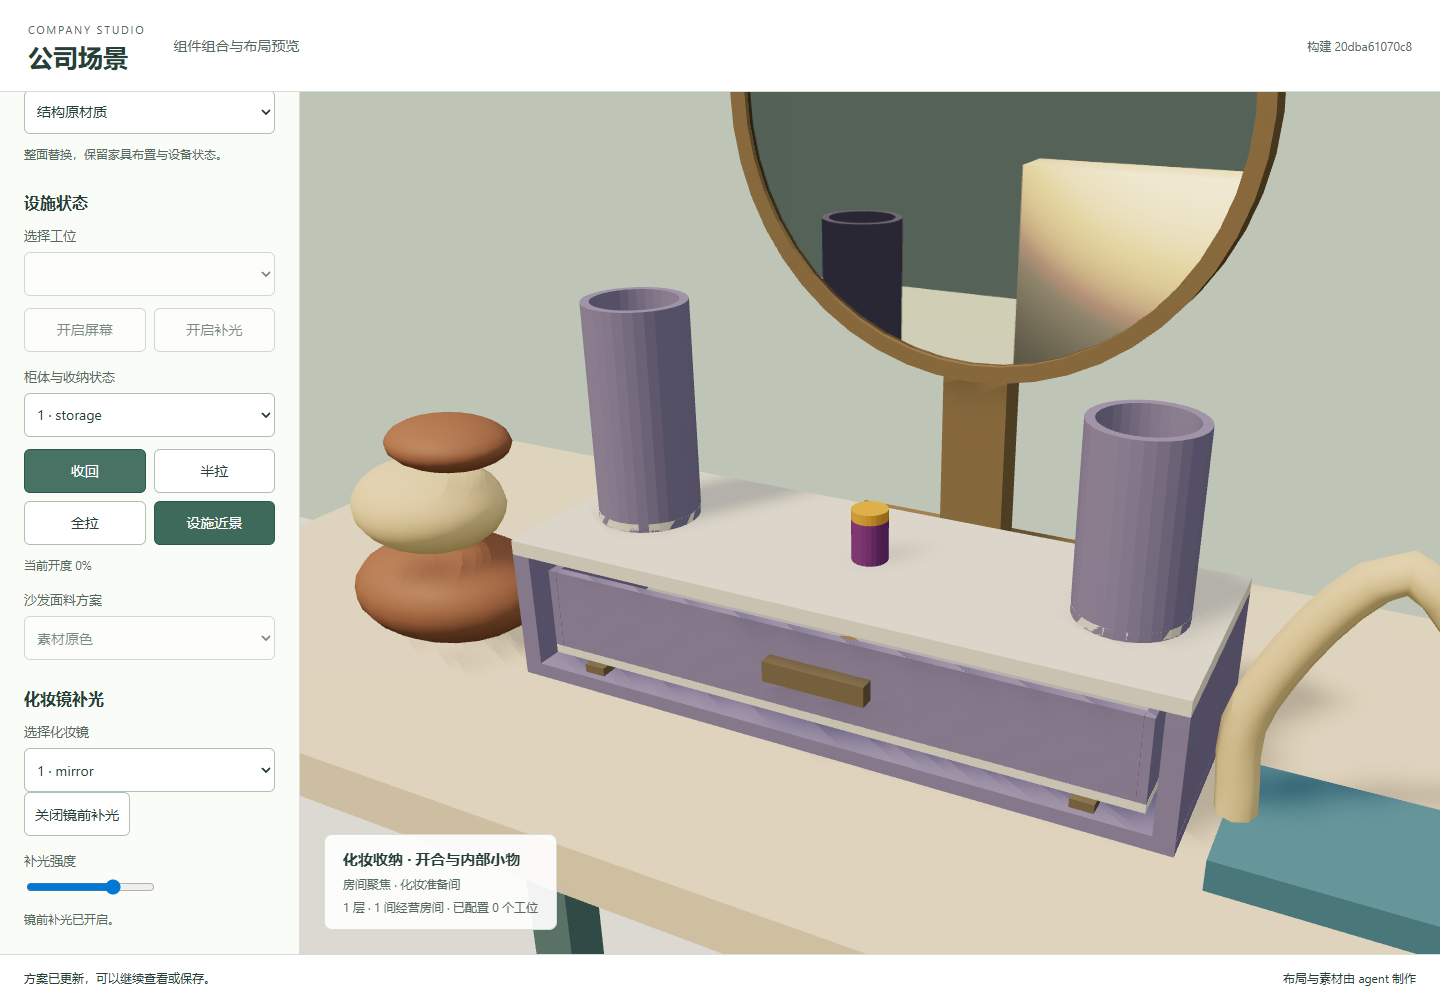 COMPANY STUDIO
公司场景
组件组合与布局预览
构建 20dba61070c8
结构原材质
整面替换，保留家具布置与设备状态。
设施状态
选择工位
开启屏幕
开启补光
柜体与收纳状态
1 · storage
收回
半拉
全拉
设施近景
当前开度 0%
沙发面料方案
素材原色
化妆镜补光
选择化妆镜
1 · mirror
关闭镜前补光
补光强度
镜前补光已开启。
化妆收纳 · 开合与内部小物
房间聚焦 · 化妆准备间
1 层 · 1 间经营房间 · 已配置 0 个工位
方案已更新，可以继续查看或保存。
布局与素材由 agent 制作